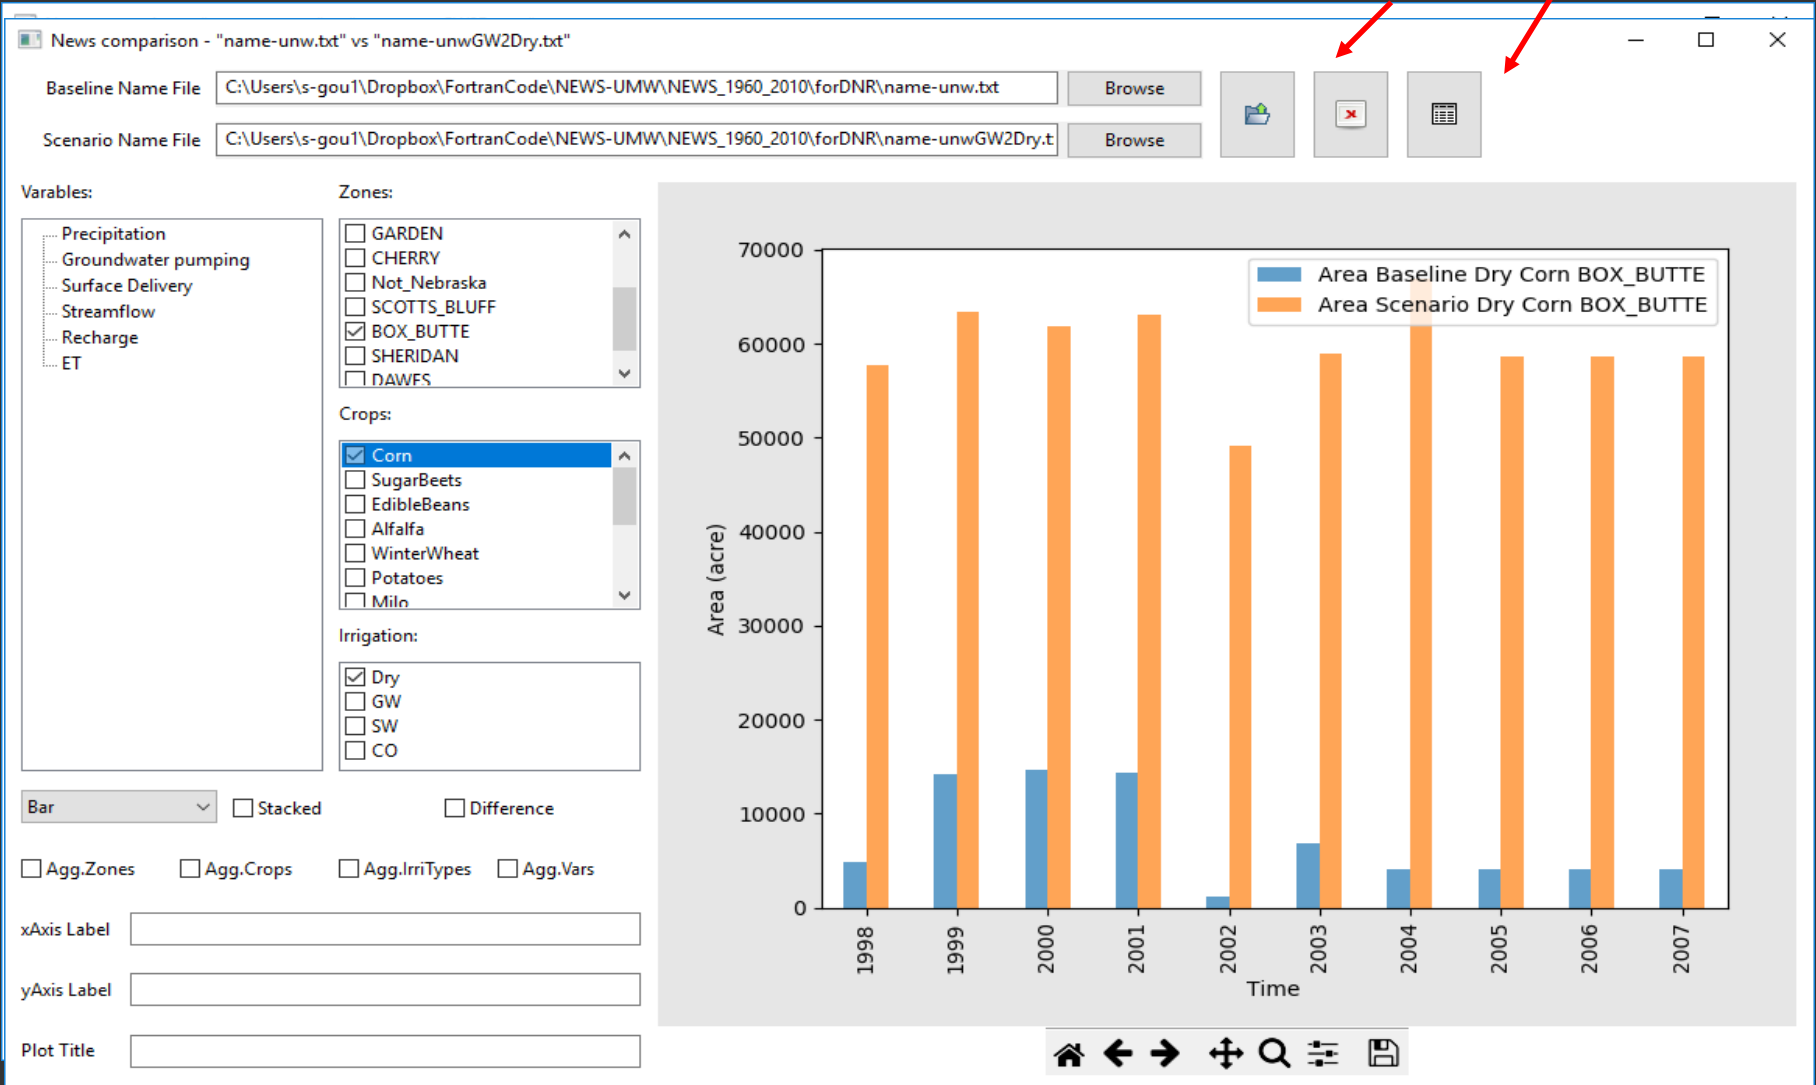 News comparison - "name-unw.txt" vs "name-unwGW2Dry.txt"
Baseline Name File
C:\Users\s-gou1\Dropbox\FortranCode\NEWS-UMW\NEWS_1960_2010\forDNR\name-unw.txt
Browse
Scenario Name File
C:\Users\s-gou1\Dropbox\FortranCode\NEWS-UMW\NEWS_1960_2010\forDNR\name-unwGW2Dry.t
Browse
Variables:
Precipitation
Groundwater pumping
Surface Delivery
Streamflow
Recharge
ET
Zones:
GARDEN
CHERRY
Not_Nebraska
SCOTTS_BLUFF
BOX_BUTTE
SHERIDAN
DAWES
Crops:
Corn
SugarBeets
EdibleBeans
Alfalfa
WinterWheat
Potatoes
Milo
Irrigation:
Dry
GW
SW
CO
Bar
Stacked
Difference
Agg.Zones
Agg.Crops
Agg.IrriTypes
Agg.Vars
xAxis Label
yAxis Label
Plot Title
Area Baseline Dry Corn BOX_BUTTE
Area Scenario Dry Corn BOX_BUTTE
Area (acre)
70000
60000
50000
40000
30000
20000
10000
0
1998
1999
2000
2001
2002
2003
2004
2005
2006
2007
Time